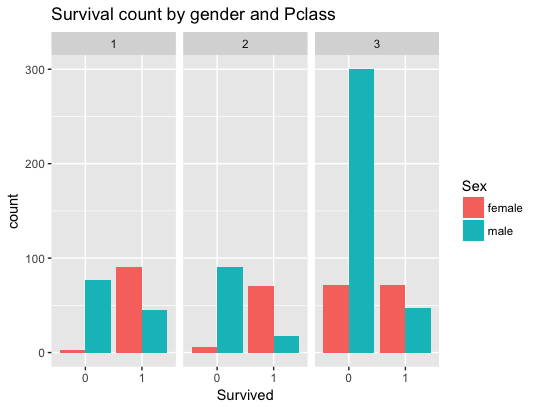 Survival count by gender and Pclass
1 2 3
300
200
100
0
count
0 1 0 1 0 1
Survived
Sex
female
male